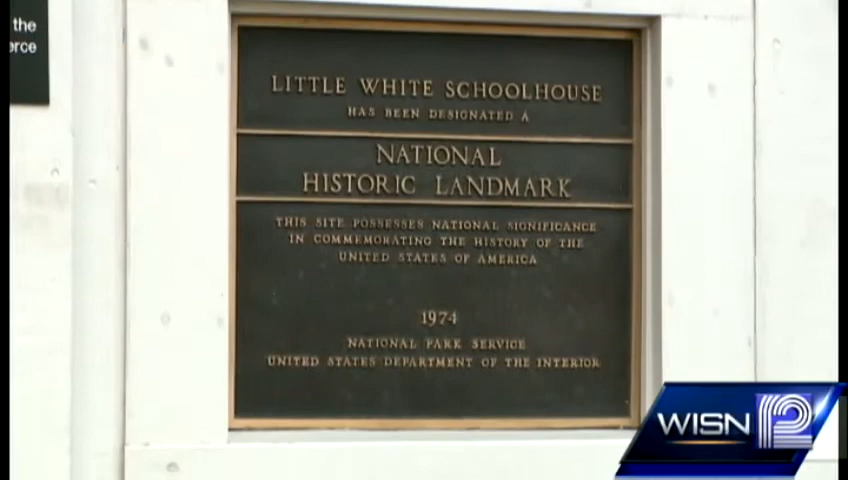 the
LITTLE WHITE SCHOOLHOUSE
HAS BEEN DESIGNATED A
NATIONAL
HISTORIC LANDMARK
THIS SITE POSSESSES NATIONAL SIGNIFICANCE
IN COMMEMORATING THE HISTORY OF THE
UNITED STATES OF AMERICA
1974
NATIONAL PARK SERVICE
UNITED STATES DEPARTMENT OF THE INTERIOR
WISN 12